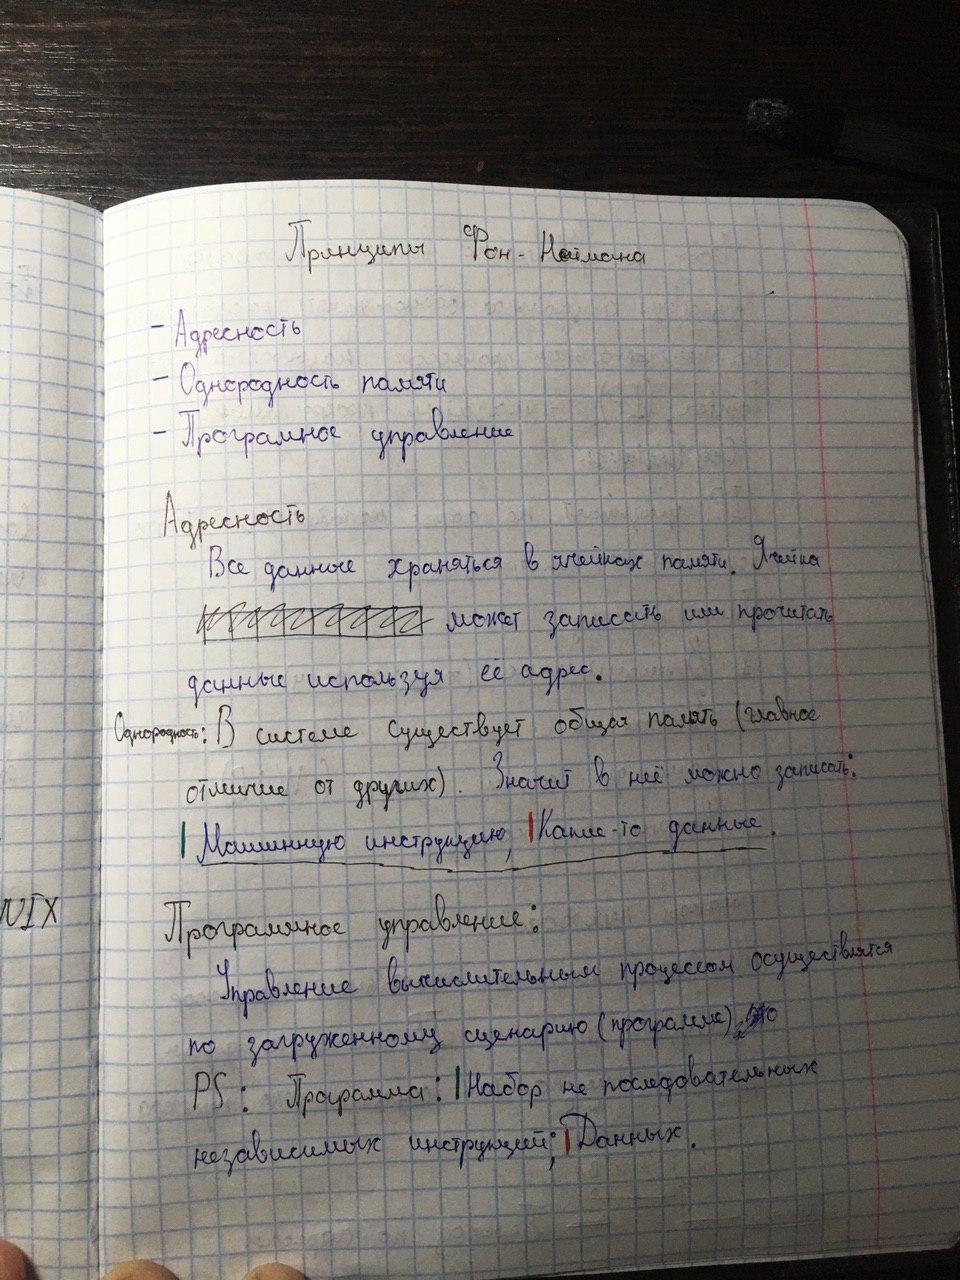 Принципы Фон-Неймана
- Адресность
- Однородность памяти
- Програмное управление
Адресность
Все данные храняться в ячейках памяти. Ячейка
может записать или прочитать
данные используя её адрес.
Однородность: В системе существует общая память (главное
отличие от других). Значит в неё можно записать:
| Машинную инструкцию, | Какие-то данные.
NIX
Програмное управление:
Управление вычислительным процессом осуществлятся
по загруженному сценарию (программе)
PS: Программа: | Набор не последовательных
независимых инструкций; | Данных.